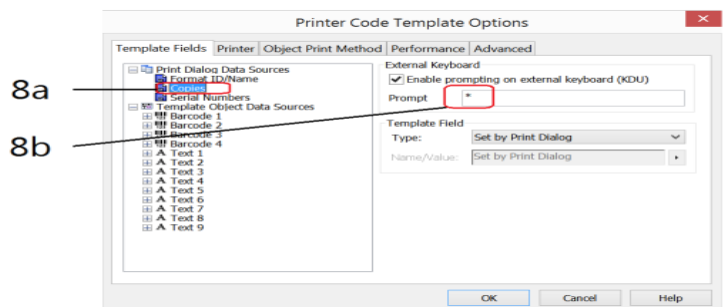 Printer Code Template Options
Template Fields Printer Object Print Method Performance Advanced
Print Dialog Data Sources
Format ID/Name
Copies
Serial Numbers
Template Object Data Sources
Barcode 1
Barcode 2
Barcode 3
Barcode 4
A Text 1
A Text 2
A Text 3
A Text 4
A Text 5
A Text 6
A Text 7
A Text 8
A Text 9
External Keyboard
Enable prompting on external keyboard (KDU)
Prompt *
Template Field
Type: Set by Print Dialog
Name/Value: Set by Print Dialog
8a
8b
OK Cancel Help